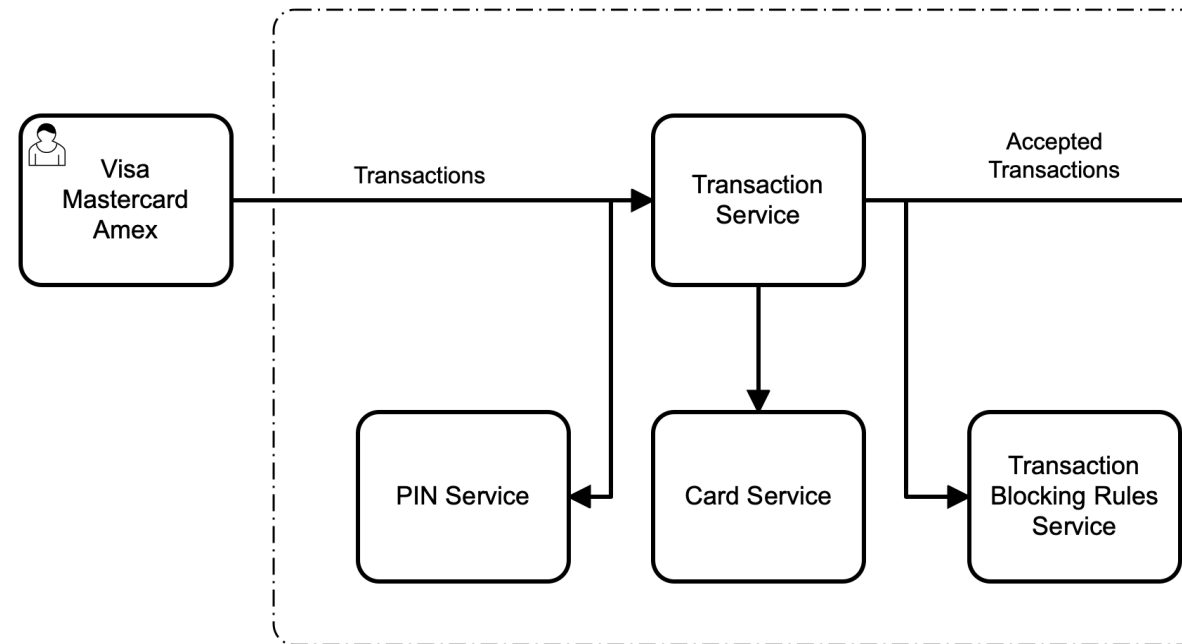 Visa
Mastercard
Amex
Transactions
Transaction
Service
Accepted
Transactions
PIN Service
Card Service
Transaction
Blocking Rules
Service